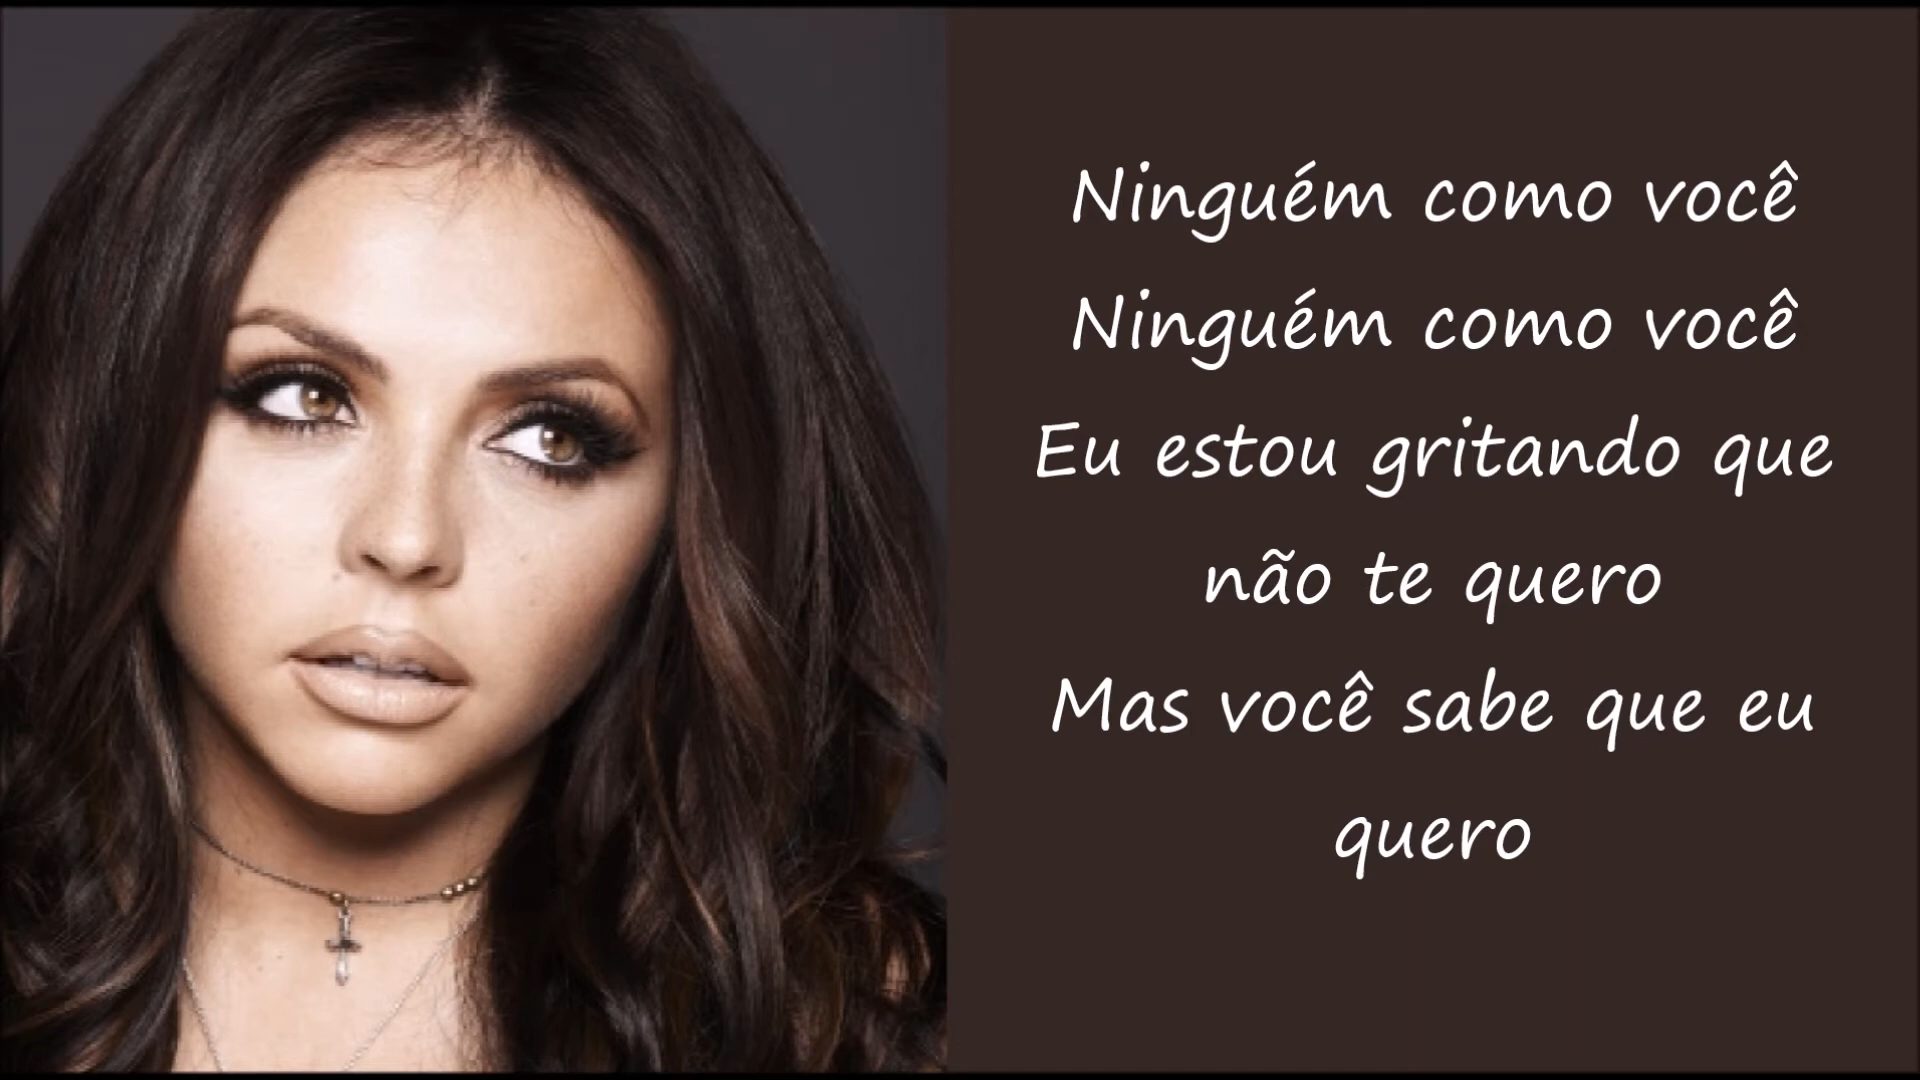 Ninguém como você
Ninguém como você
Eu estou gritando que
não te quero
Mas você sabe que eu
quero